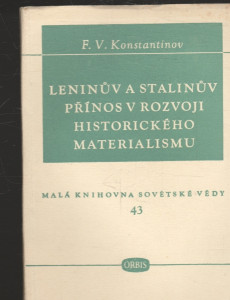 F. V. Konstantinov
LENINŮV A STALINŮV
PŘÍNOS V ROZVOJI
HISTORICKÉHO
MATERIALISMU
MALÁ KNIHOVNA SOVĚTSKÉ VĚDY
43
ORBIS